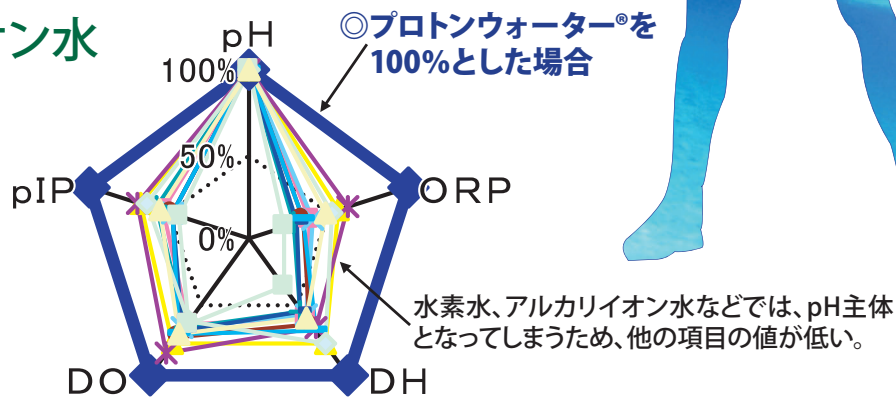 オン水
◎プロトンウォーター®を
100%とした場合
pH
100%
50%
0%
pIP
ORP
DO
DH
水素水、アルカリイオン水などでは、pH主体
となってしまうため、他の項目の値が低い。